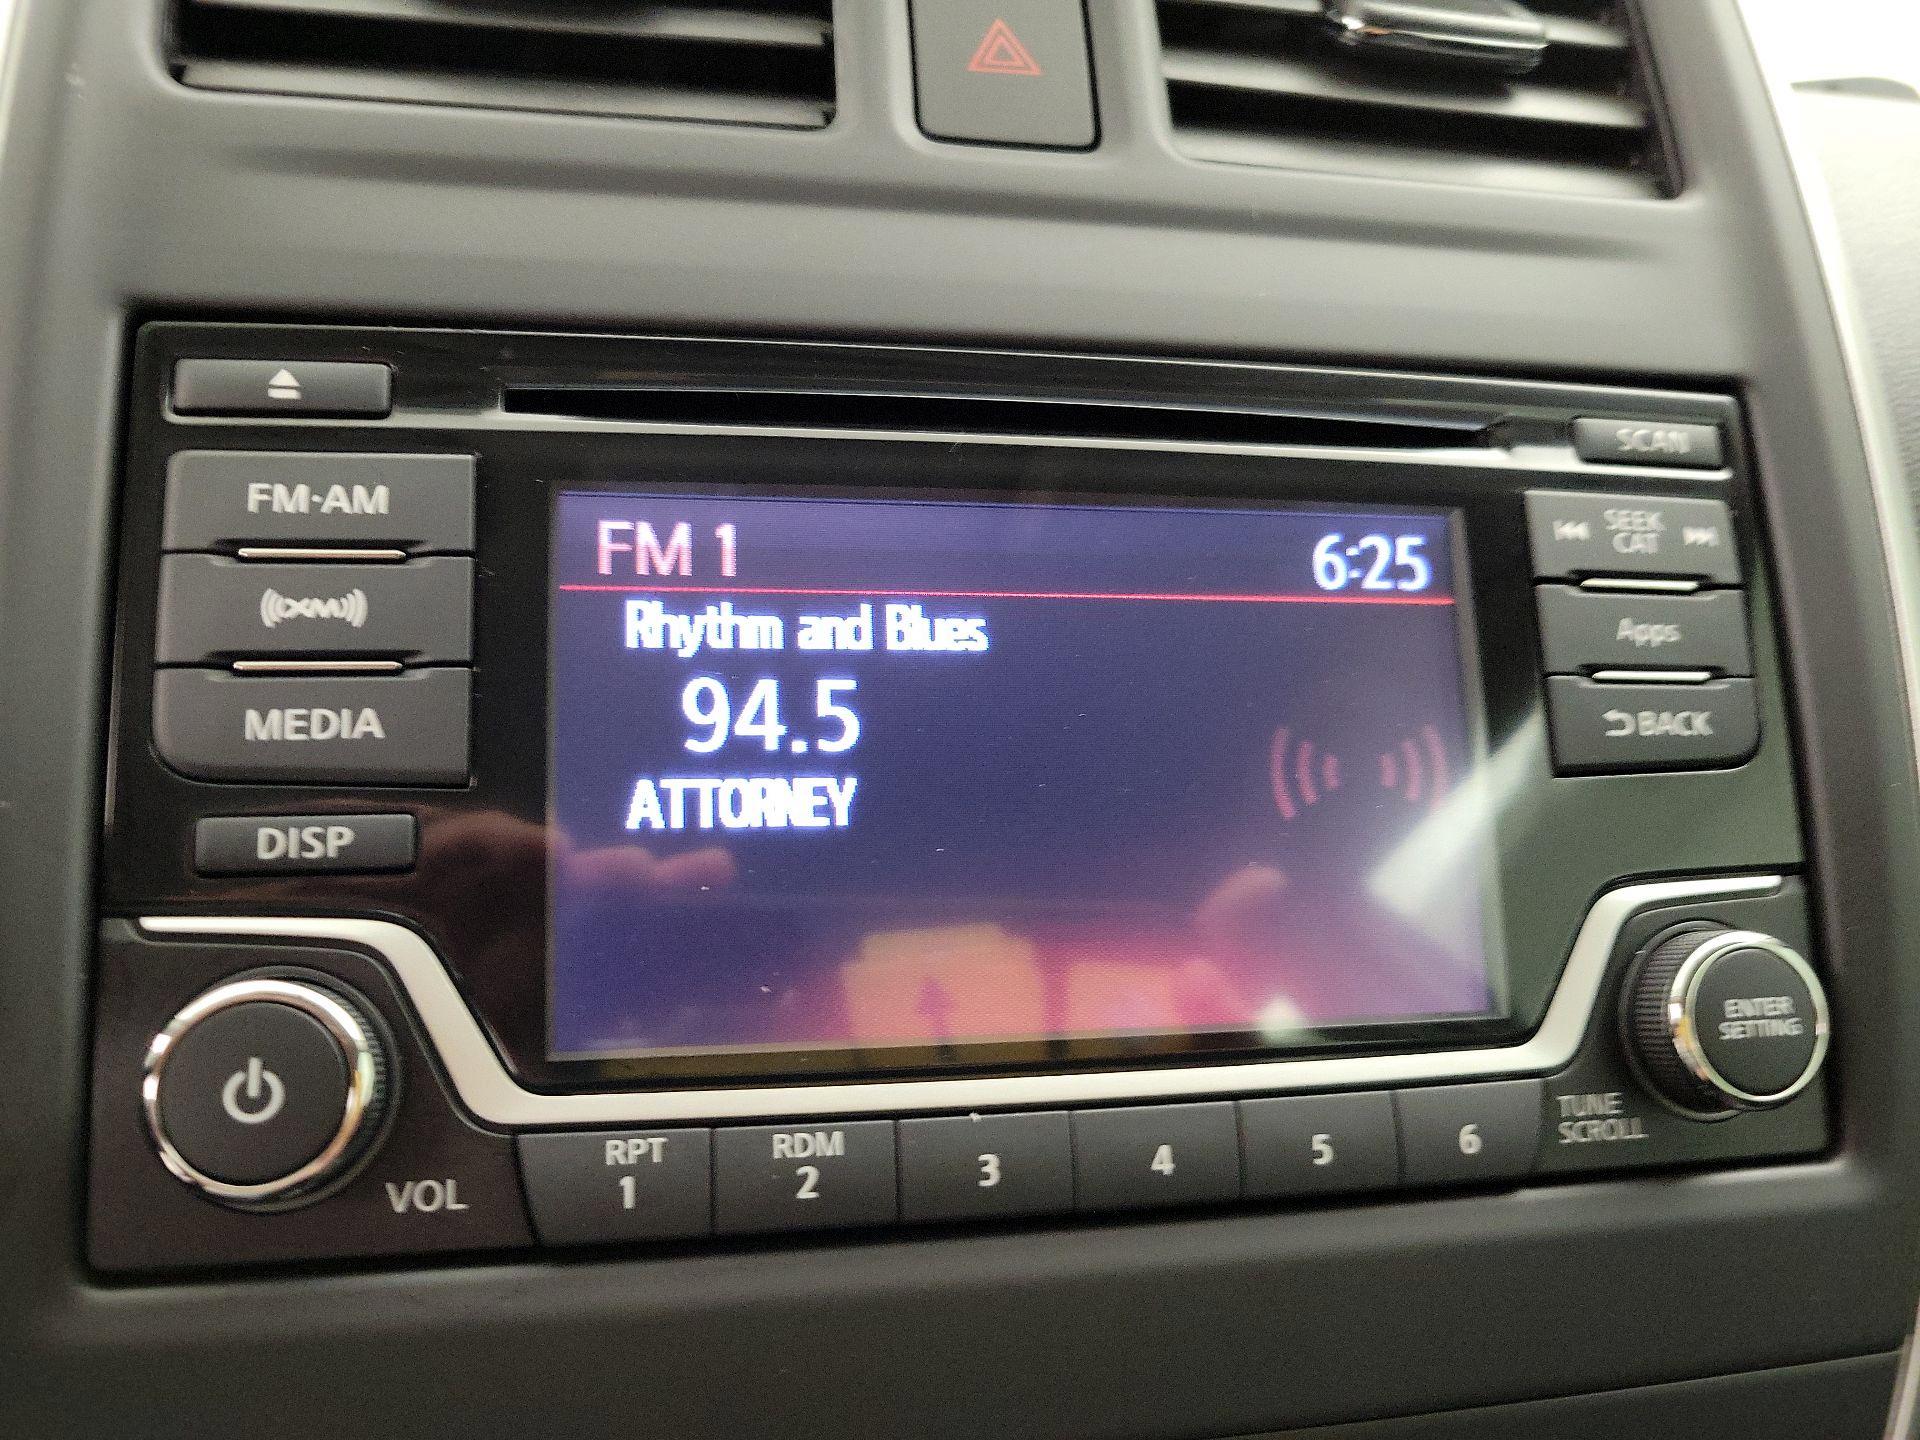 SCAN
FM·AM
SEEK
CAT
FM 1
6:25
XM
Rhythm and Blues
Apps
94.5
MEDIA
BACK
ATTORNEY
DISP
ENTER
SETTING
TUNE
SCROLL
VOL
RPT
1
RDM
2
3
4
5
6